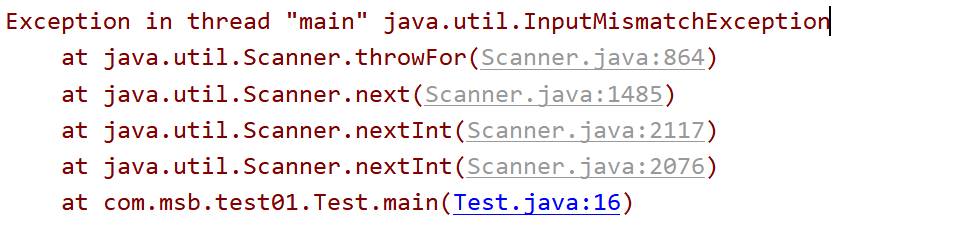 Exception in thread "main" java.util.InputMismatchException
    at java.util.Scanner.throwFor(Scanner.java:864)
    at java.util.Scanner.next(Scanner.java:1485)
    at java.util.Scanner.nextInt(Scanner.java:2117)
    at java.util.Scanner.nextInt(Scanner.java:2076)
    at com.msb.test01.Test.main(Test.java:16)